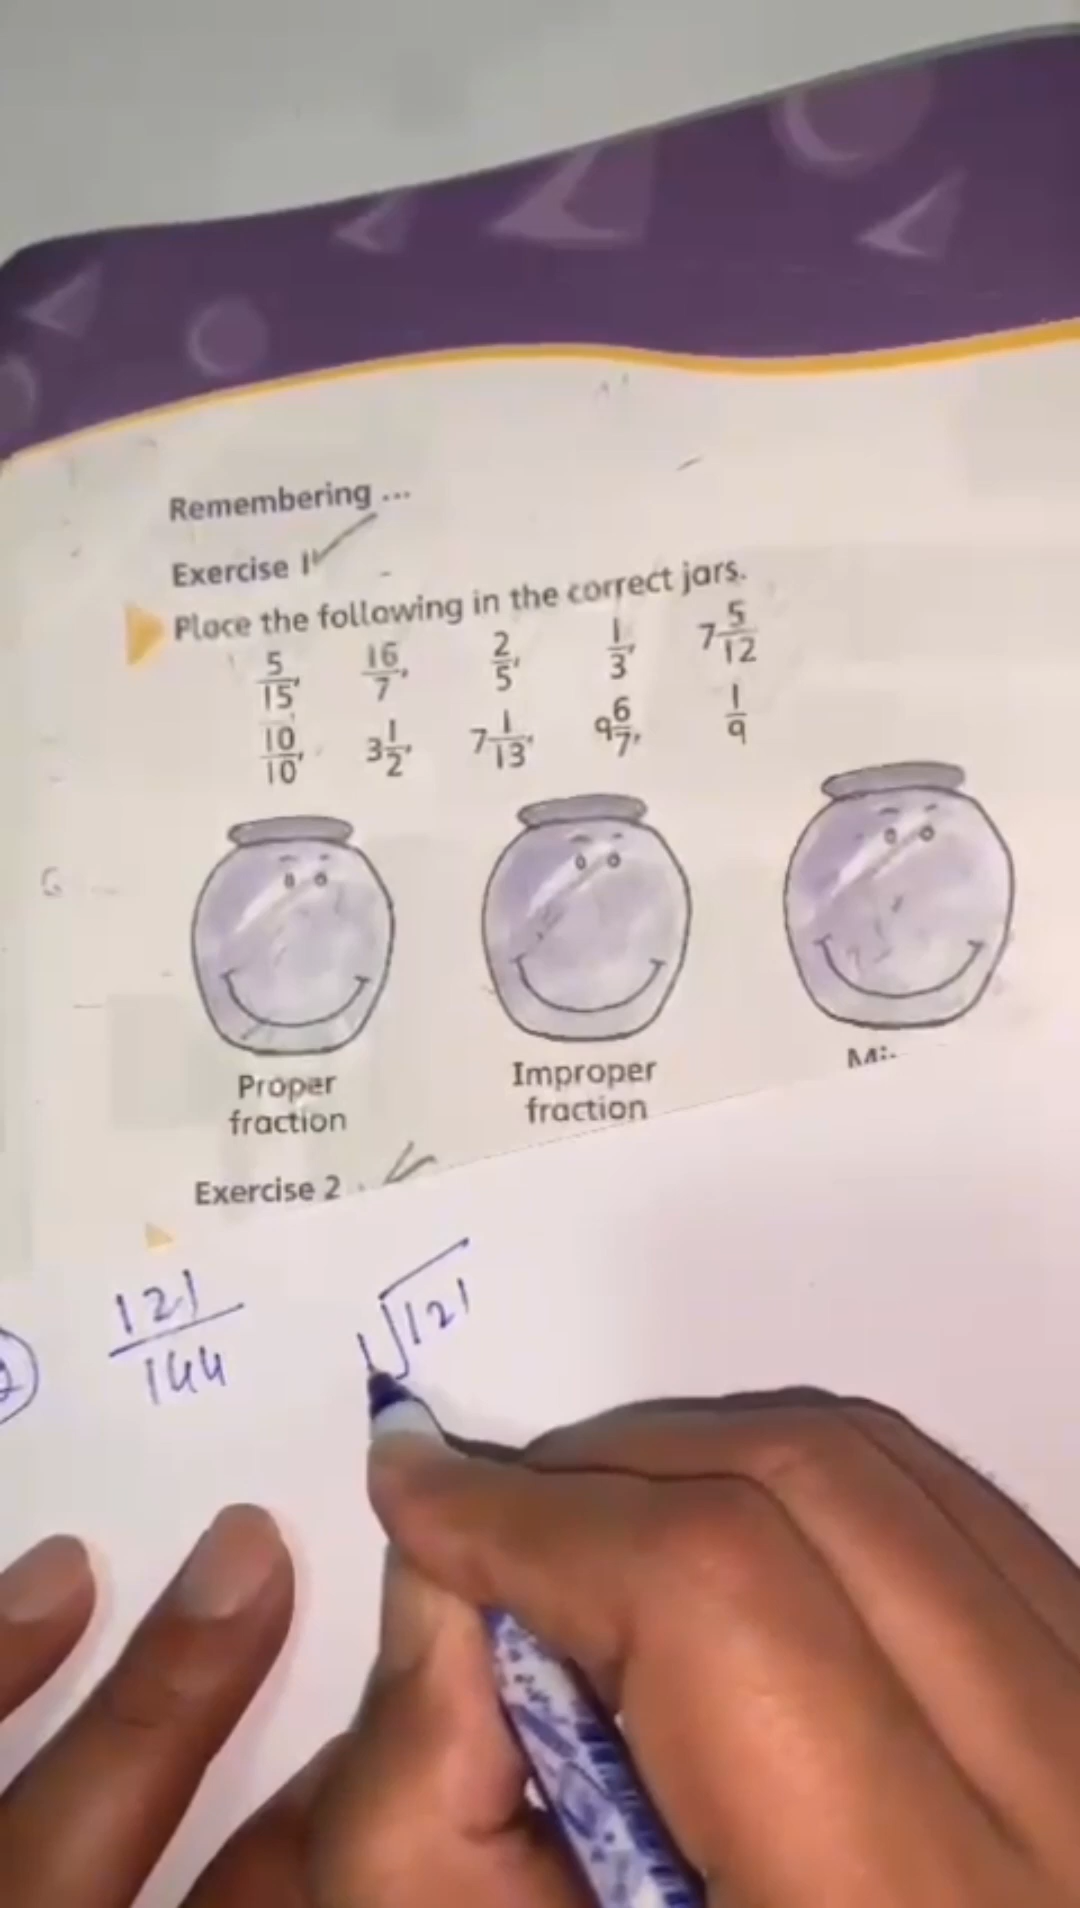 Remembering ...
Exercise 1
Place the following in the correct jars.
5/15, 16/7, 2/5, 1/3, 7 5/12
10/10, 3 1/2, 7 1/13, 9 6/7, 1/9
Proper fraction
Improper fraction
Exercise 2
121/144 1√121